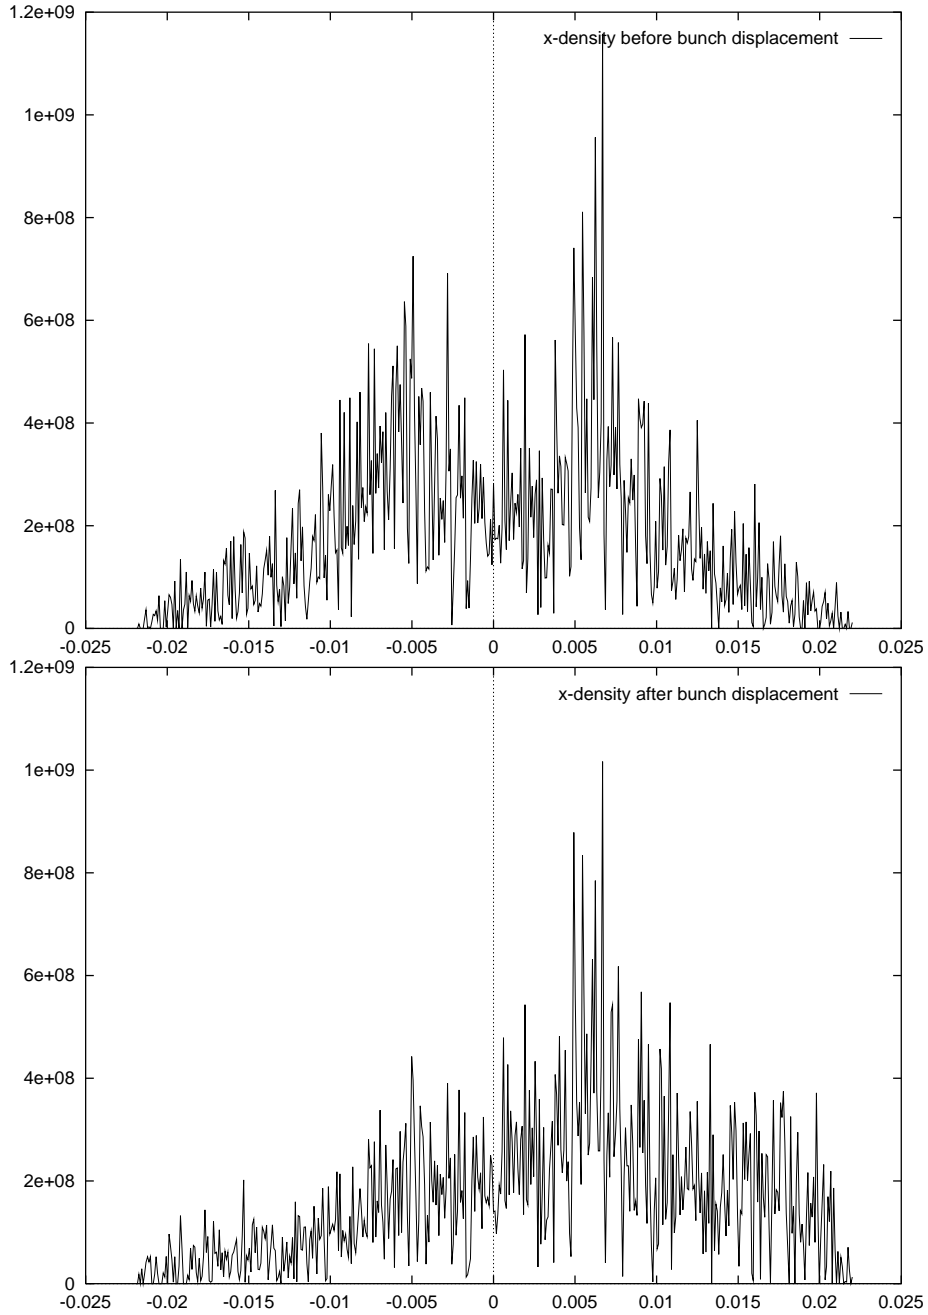 1.2e+09
x-density before bunch displacement
1e+09
8e+08
6e+08
4e+08
2e+08
0
-0.025 -0.02 -0.015 -0.01 -0.005 0 0.005 0.01 0.015 0.02 0.025
1.2e+09
x-density after bunch displacement
1e+09
8e+08
6e+08
4e+08
2e+08
0
-0.025 -0.02 -0.015 -0.01 -0.005 0 0.005 0.01 0.015 0.02 0.025